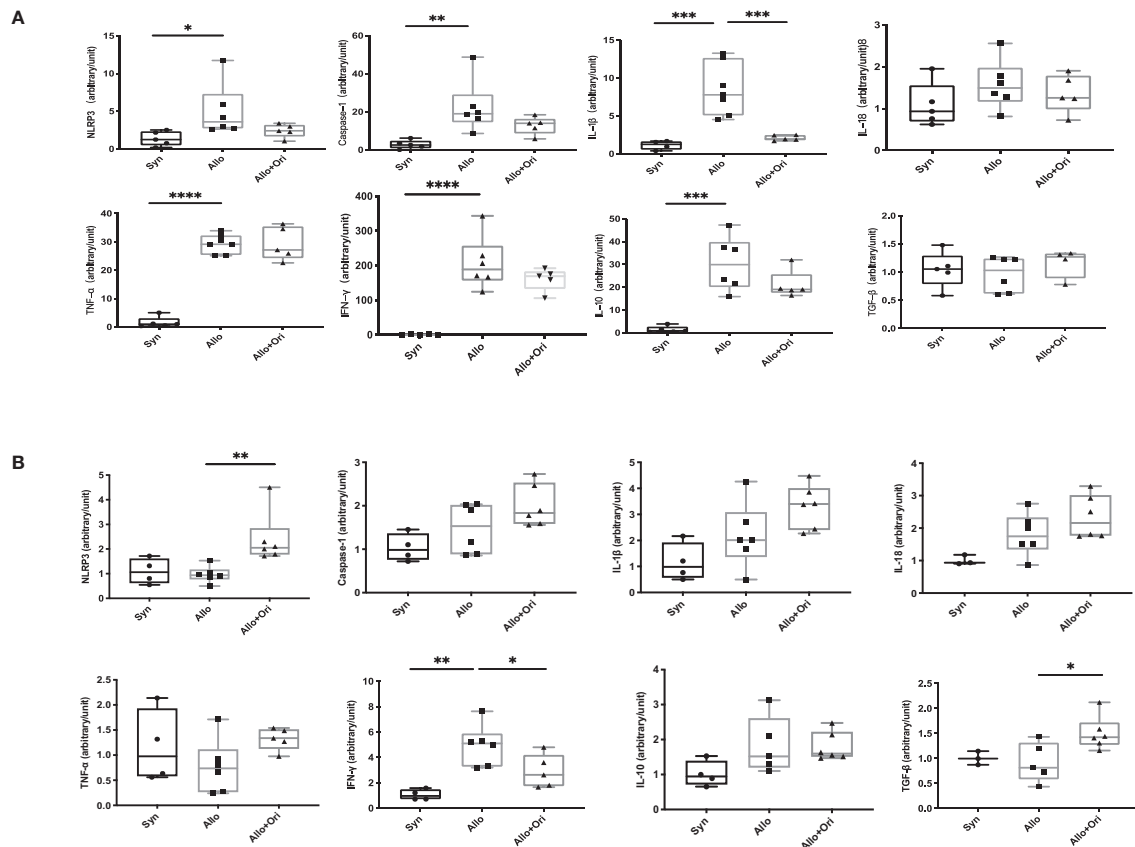 A
* ** *** ***
NLRP3 (arbitrary/unit)
15
10
5
0
Syn Allo Allo+Ori
Caspase-1 (arbitrary/unit)
60
40
20
0
Syn Allo Allo+Ori
IL-1β (arbitrary/unit)
15
10
5
0
Syn Allo Allo+Ori
IL-18 (arbitrary/unit)8
3
2
1
0
Syn Allo Allo+Ori
**** **** ***
TNF-α (arbitrary/unit)
40
30
20
10
0
Syn Allo Allo+Ori
IFN-γ (arbitrary/unit)
400
300
200
100
0
Syn Allo Allo+Ori
IL-10 (arbitrary/unit)
50
40
30
20
10
0
Syn Allo Allo+Ori
TGF-β (arbitrary/unit)
2.0
1.5
1.0
0.5
0.0
Syn Allo Allo+Ori
B
**
NLRP3 (arbitrary/unit)
5
4
3
2
1
0
Syn Allo Allo+Ori
Caspase-1 (arbitrary/unit)
3
2
1
0
Syn Allo Allo+Ori
IL-1β (arbitrary/unit)
5
4
3
2
1
0
Syn Allo Allo+Ori
IL-18 (arbitrary/unit)
4
3
2
1
0
Syn Allo Allo+Ori
** * *
TNF-α (arbitrary/unit)
2.5
2.0
1.5
1.0
0.5
0.0
Syn Allo Allo+Ori
IFN-γ (arbitrary/unit)
10
8
6
4
2
0
Syn Allo Allo+Ori
IL-10 (arbitrary/unit)
4
3
2
1
0
Syn Allo Allo+Ori
TGF-β (arbitrary/unit)
2.5
2.0
1.5
1.0
0.5
0.0
Syn Allo Allo+Ori